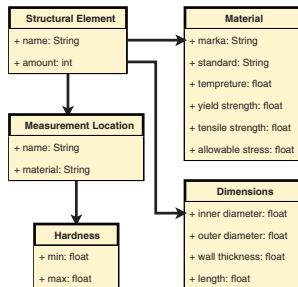 Structural Element
+ name: String
+ amount: int
Material
+ marka: String
+ standard: String
+ tempreture: float
+ yield strength: float
+ tensile strength: float
+ allowable stress: float
Measurement Location
+ name: String
+ material: String
Hardness
+ min: float
+ max: float
Dimensions
+ inner diameter: float
+ outer diameter: float
+ wall thickness: float
+ length: float